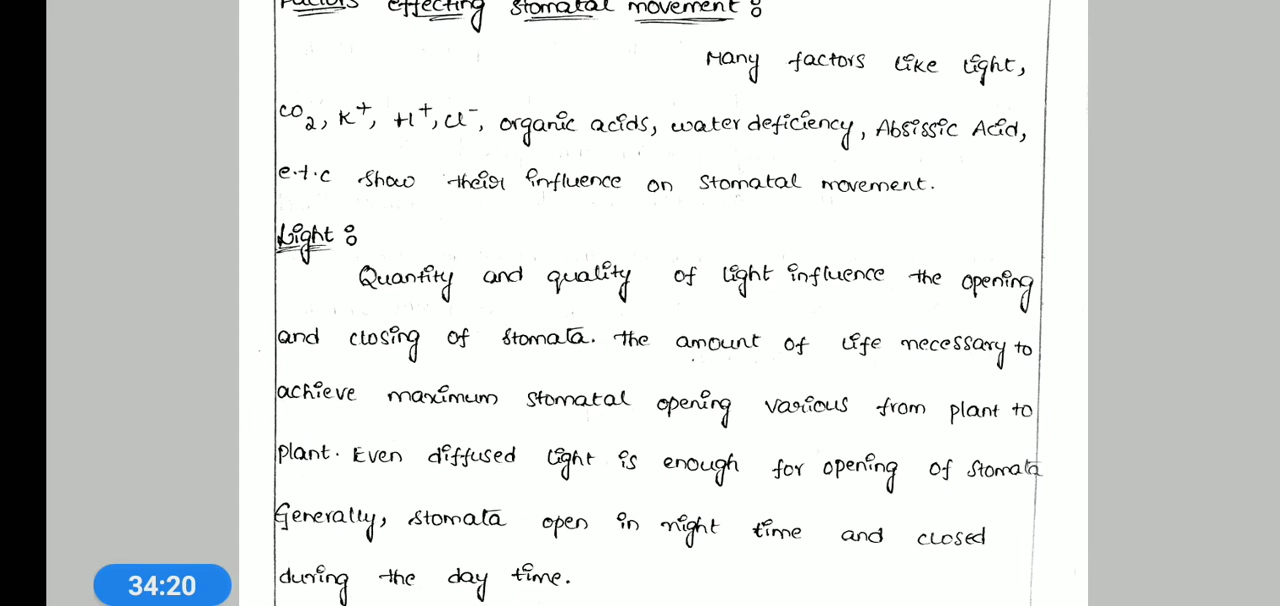 Factors effecting stomatal movement :
Many factors like light,
CO2, K+, H+, Cl-, organic acids, water deficiency, Absissic Acid,
e.t.c show their influence on stomatal movement.
Light :
Quantity and quality of light influence the opening
and closing of stomata. The amount of life necessary to
achieve maximum stomatal opening various from plant to
plant. Even diffused light is enough for opening of stomata
Generally, stomata open in night time and closed
during the day time.
34:20